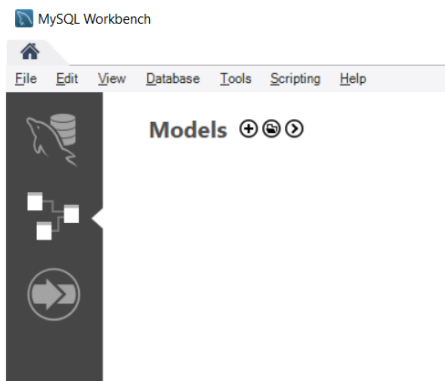 MySQL Workbench
File Edit View Database Tools Scripting Help
Models